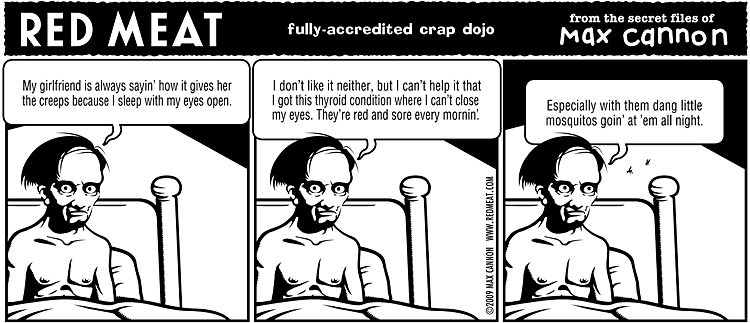 RED MEAT
fully-accredited crap dojo
from the secret files of
Max Cannon
My girlfriend is always sayin' how it gives her
the creeps because I sleep with my eyes open.
I don't like it neither, but I can't help it that
I got this thyroid condition where I can't close
my eyes. They're red and sore every mornin'.
©2009 MAX CANNON WWW.REDMEAT.COM
Especially with them dang little
mosquitos goin' at 'em all night.